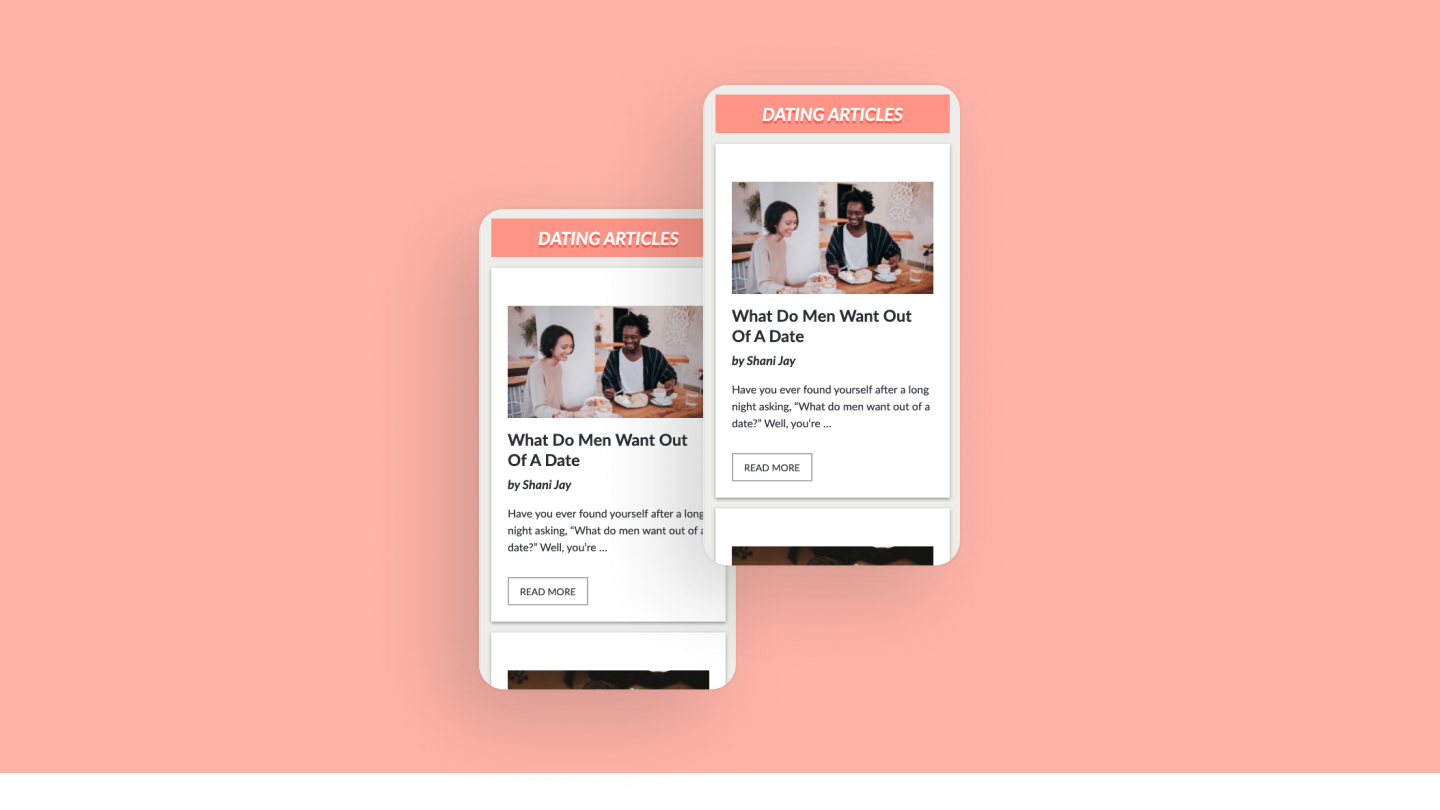 DATING ARTICLES
What Do Men Want Out
Of A Date
by Shani Jay
Have you ever found yourself after a long
night asking, “What do men want out of a
date?” Well, you’re ...
READ MORE
DATING ARTICLES
What Do Men Want Out
Of A Date
by Shani Jay
Have you ever found yourself after a long
night asking, “What do men want out of a
date?” Well, you’re ...
READ MORE